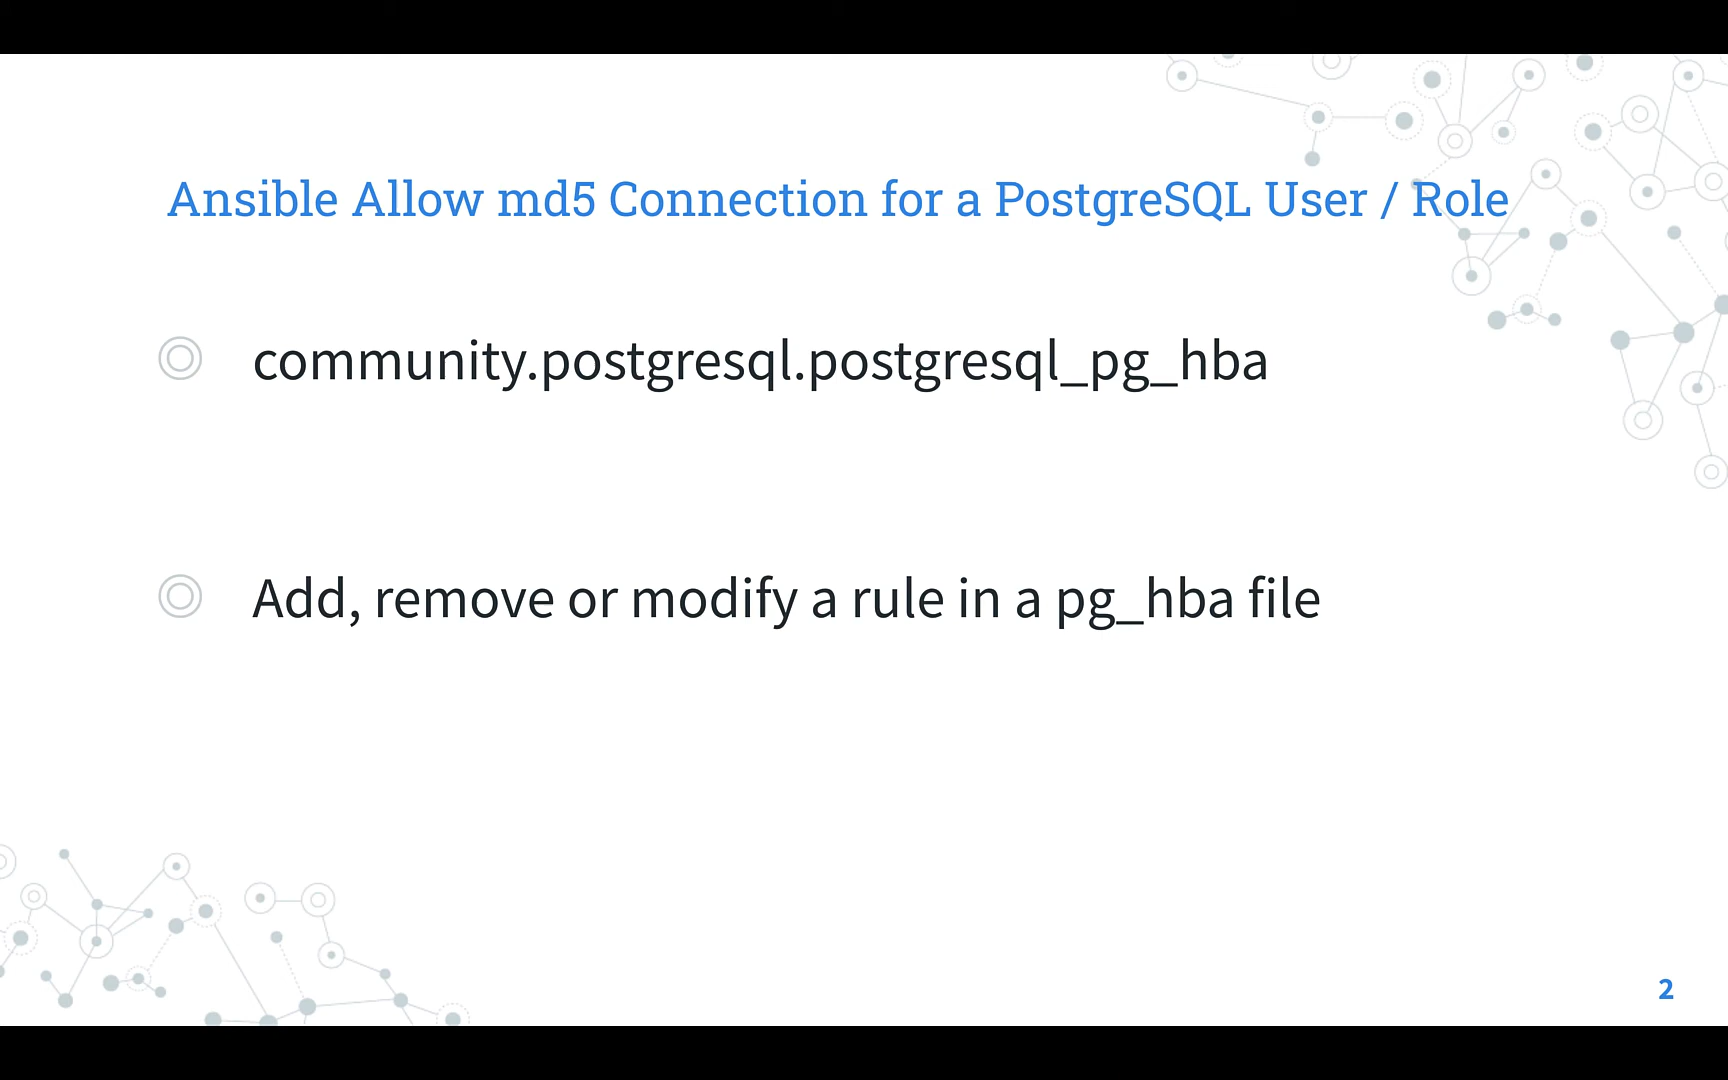 Ansible Allow md5 Connection for a PostgreSQL User / Role
community.postgresql.postgresql_pg_hba
Add, remove or modify a rule in a pg_hba file
2